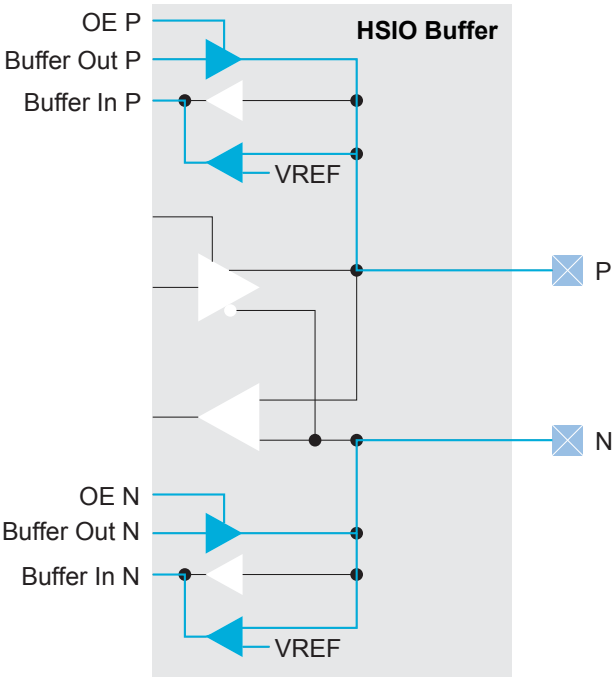 OE P
HSIO Buffer
Buffer Out P
Buffer In P
VREF
P
N
OE N
Buffer Out N
Buffer In N
VREF